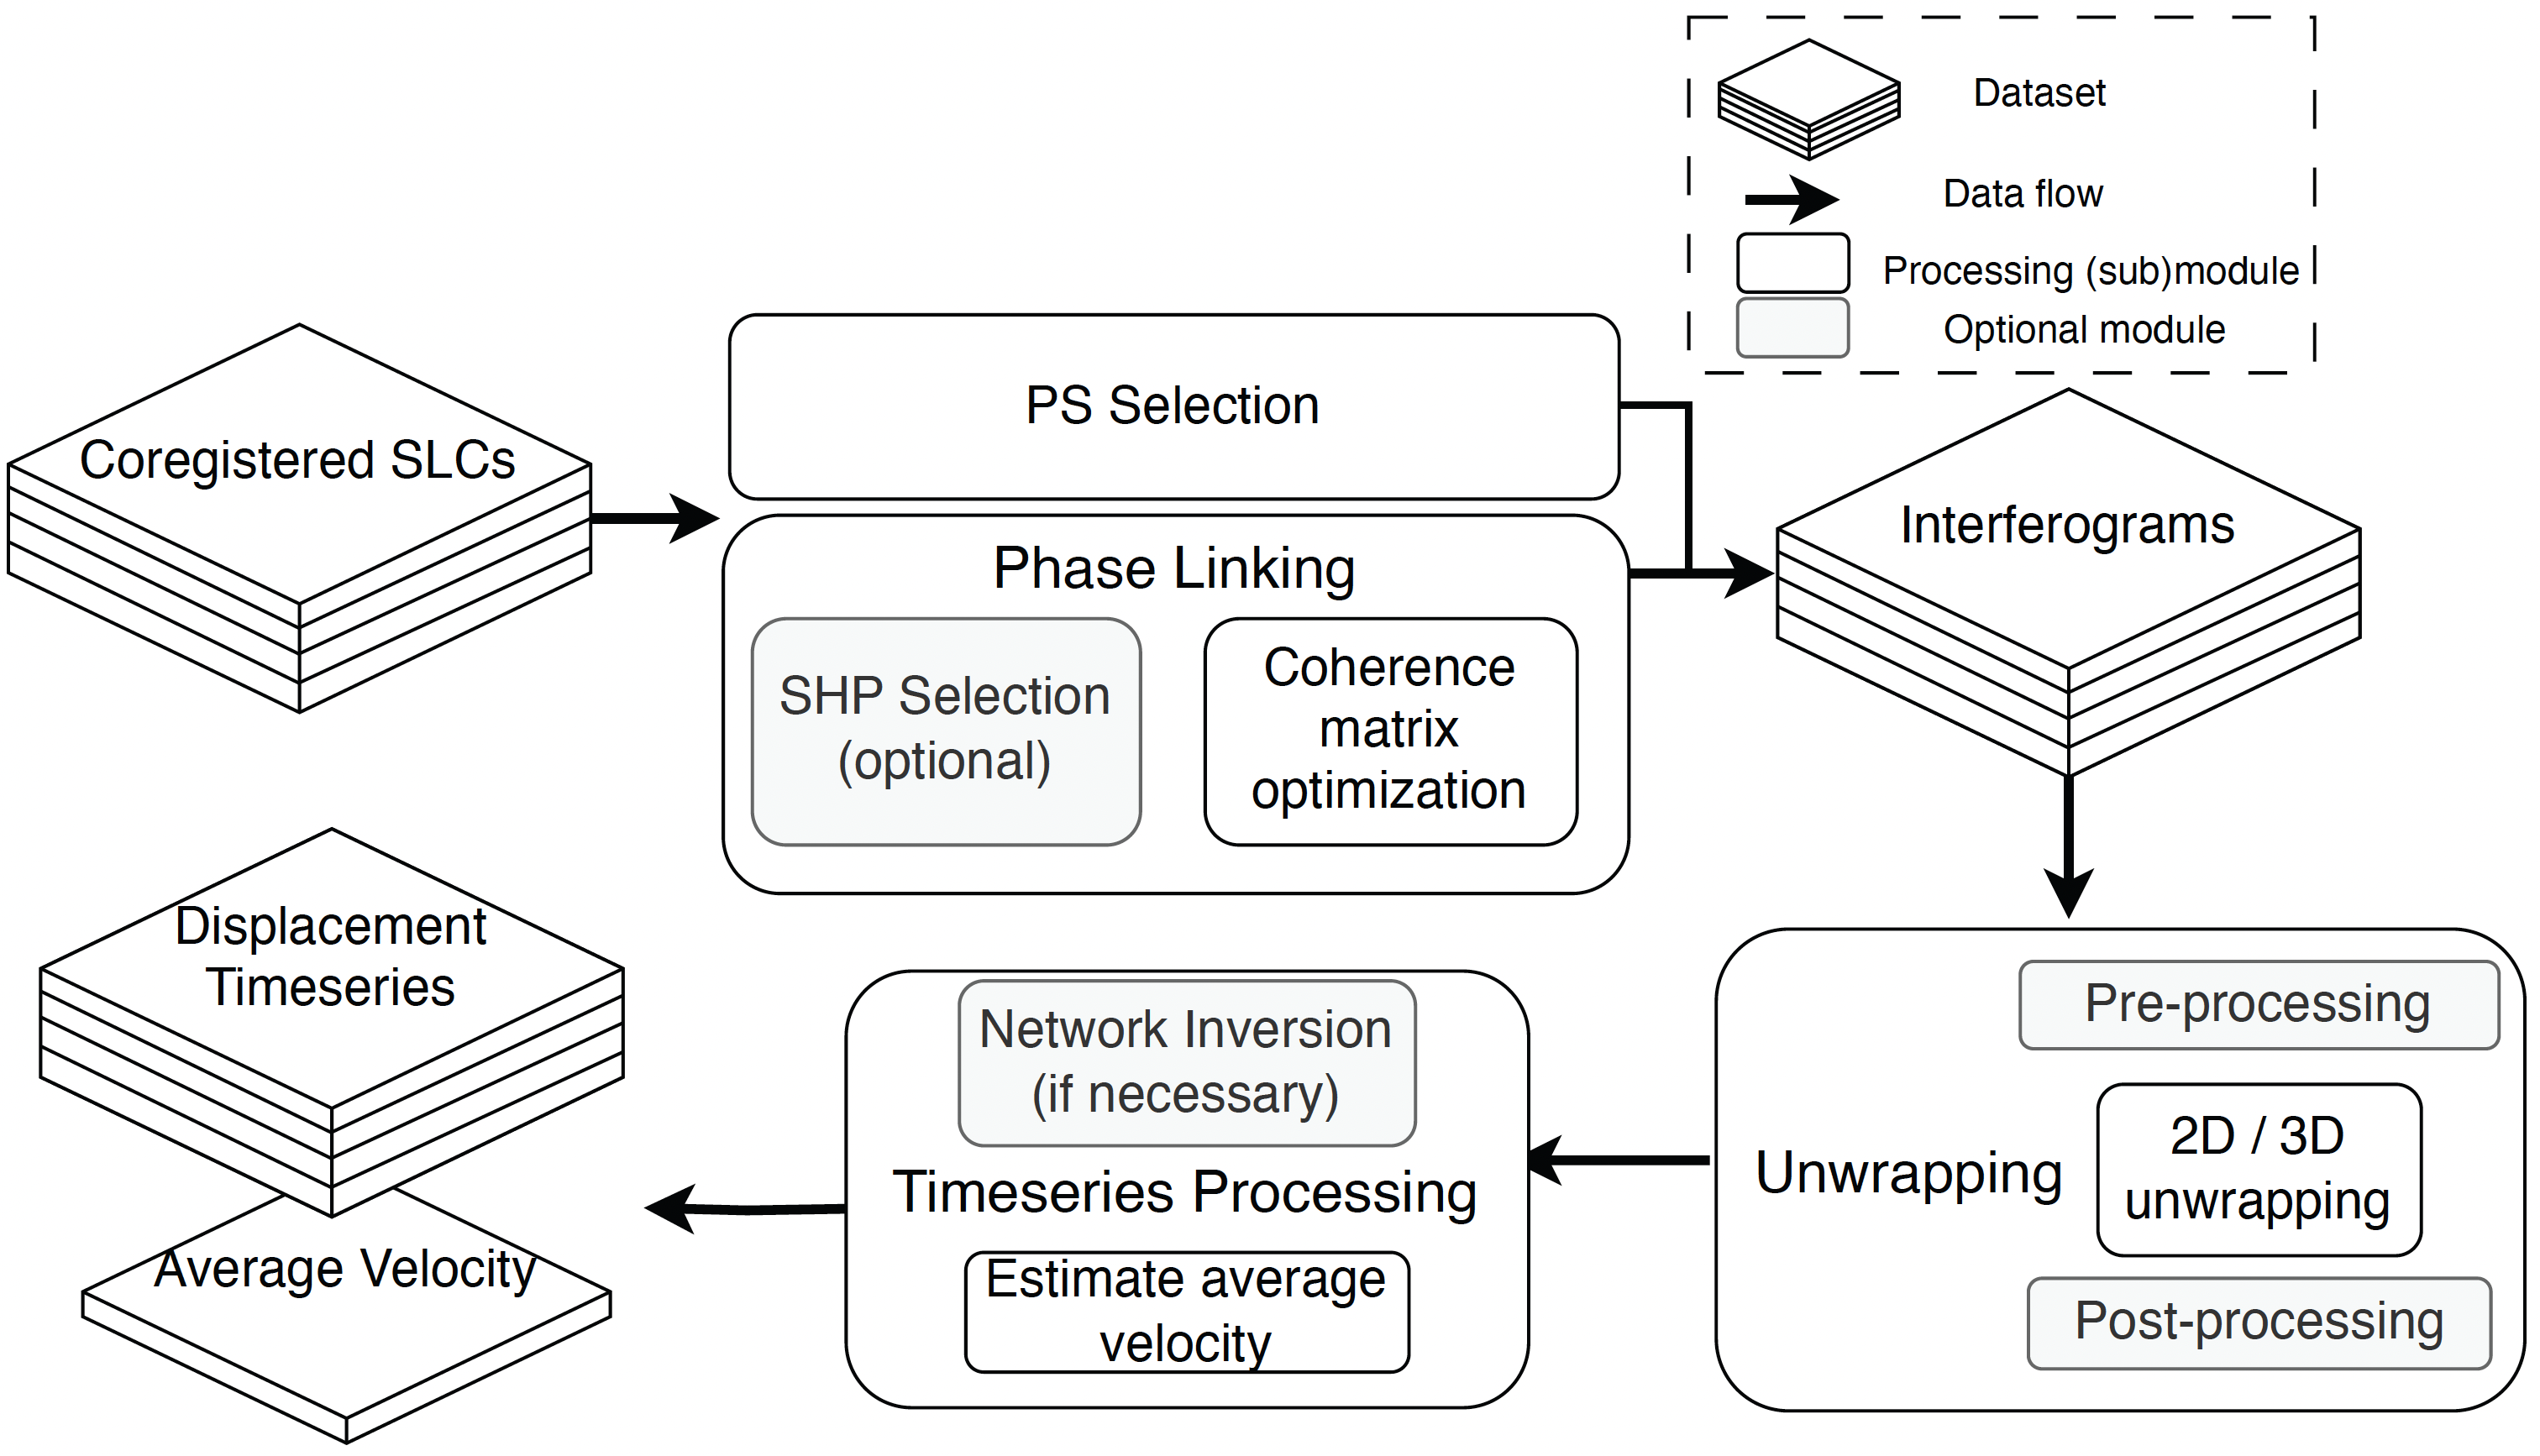 Dataset
Data flow
Processing (sub)module
Optional module
Coregistered SLCs
PS Selection
Phase Linking
SHP Selection
(optional)
Coherence
matrix
optimization
Interferograms
Unwrapping
Pre-processing
2D / 3D
unwrapping
Post-processing
Network Inversion
(if necessary)
Timeseries Processing
Estimate average
velocity
Displacement
Timeseries
Average Velocity